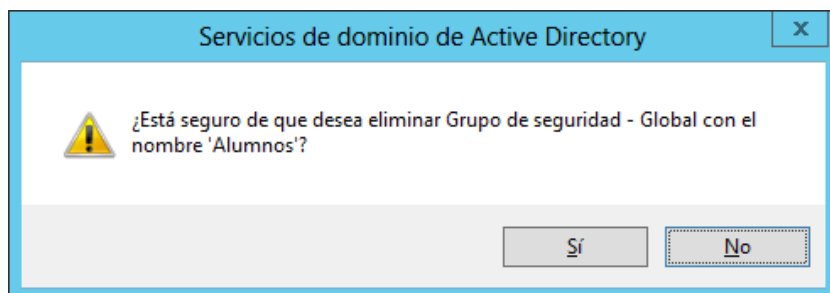 Servicios de dominio de Active Directory
x
¿Está seguro de que desea eliminar Grupo de seguridad - Global con el
nombre 'Alumnos'?
Sí
No